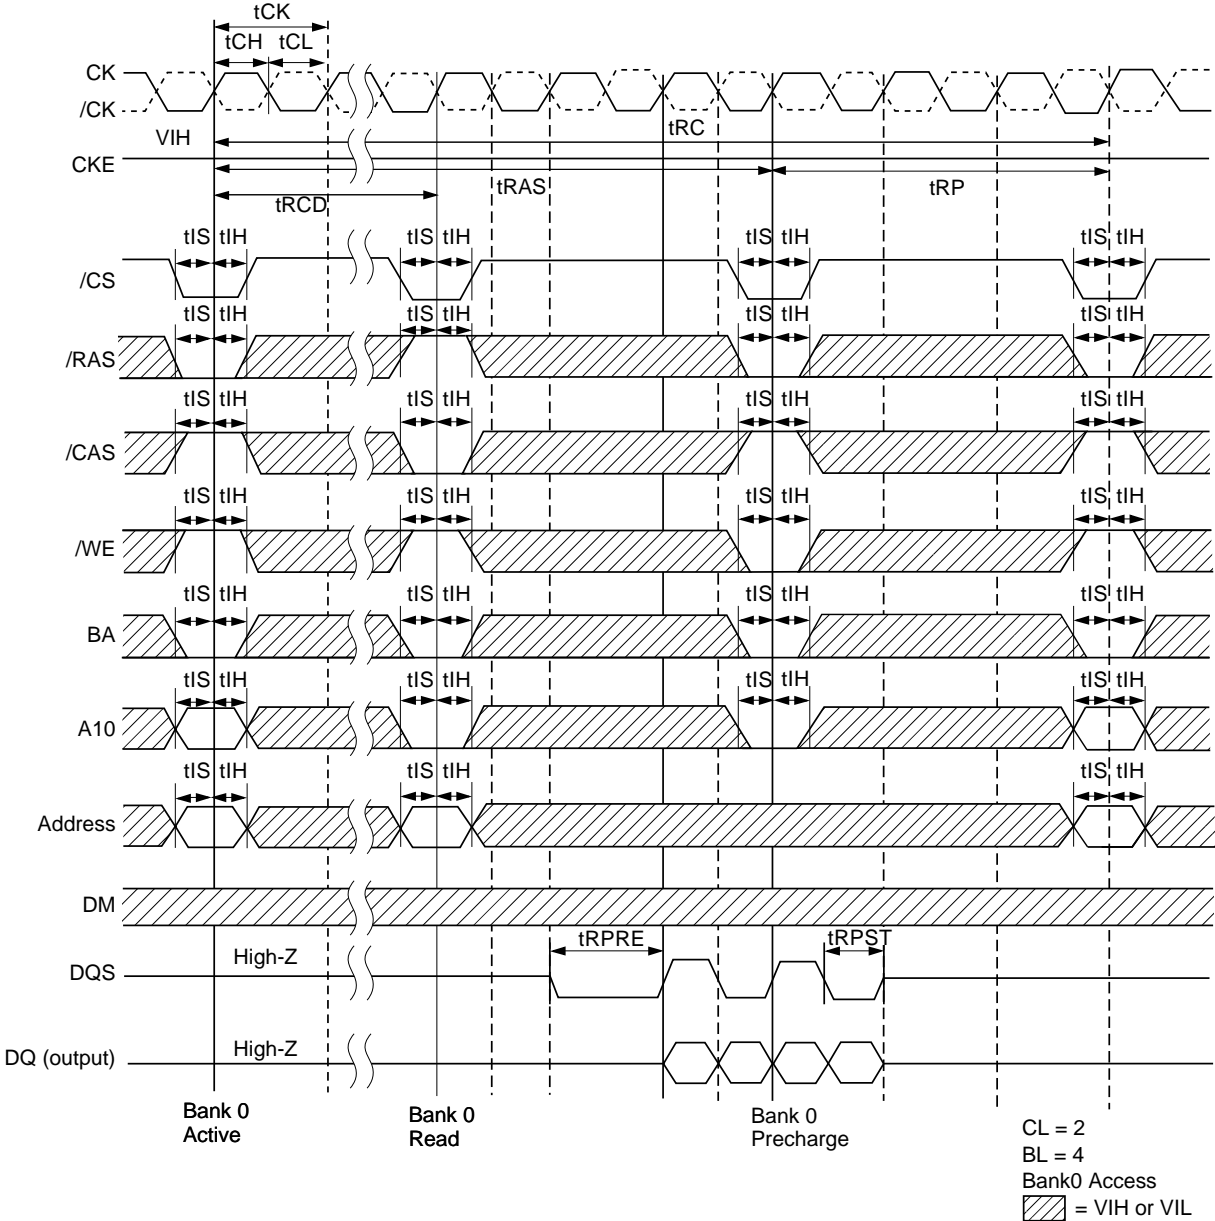 tCK
tCH tCL
CK
/CK
VIH
tRC
CKE
tRAS
tRP
tRCD
tIS tIH tIS tIH tIS tIH tIS tIH
/CS
tIS tIH tIS tIH tIS tIH tIS tIH
/RAS
tIS tIH tIS tIH tIS tIH tIS tIH
/CAS
tIS tIH tIS tIH tIS tIH tIS tIH
/WE
tIS tIH tIS tIH tIS tIH tIS tIH
BA
tIS tIH tIS tIH tIS tIH tIS tIH
A10
tIS tIH tIS tIH tIS tIH
Address
DM
tRPRE tRPST
High-Z
DQS
High-Z
DQ (output)
Bank 0
Active
Bank 0
Read
Bank 0
Precharge
CL = 2
BL = 4
Bank0 Access
= VIH or VIL